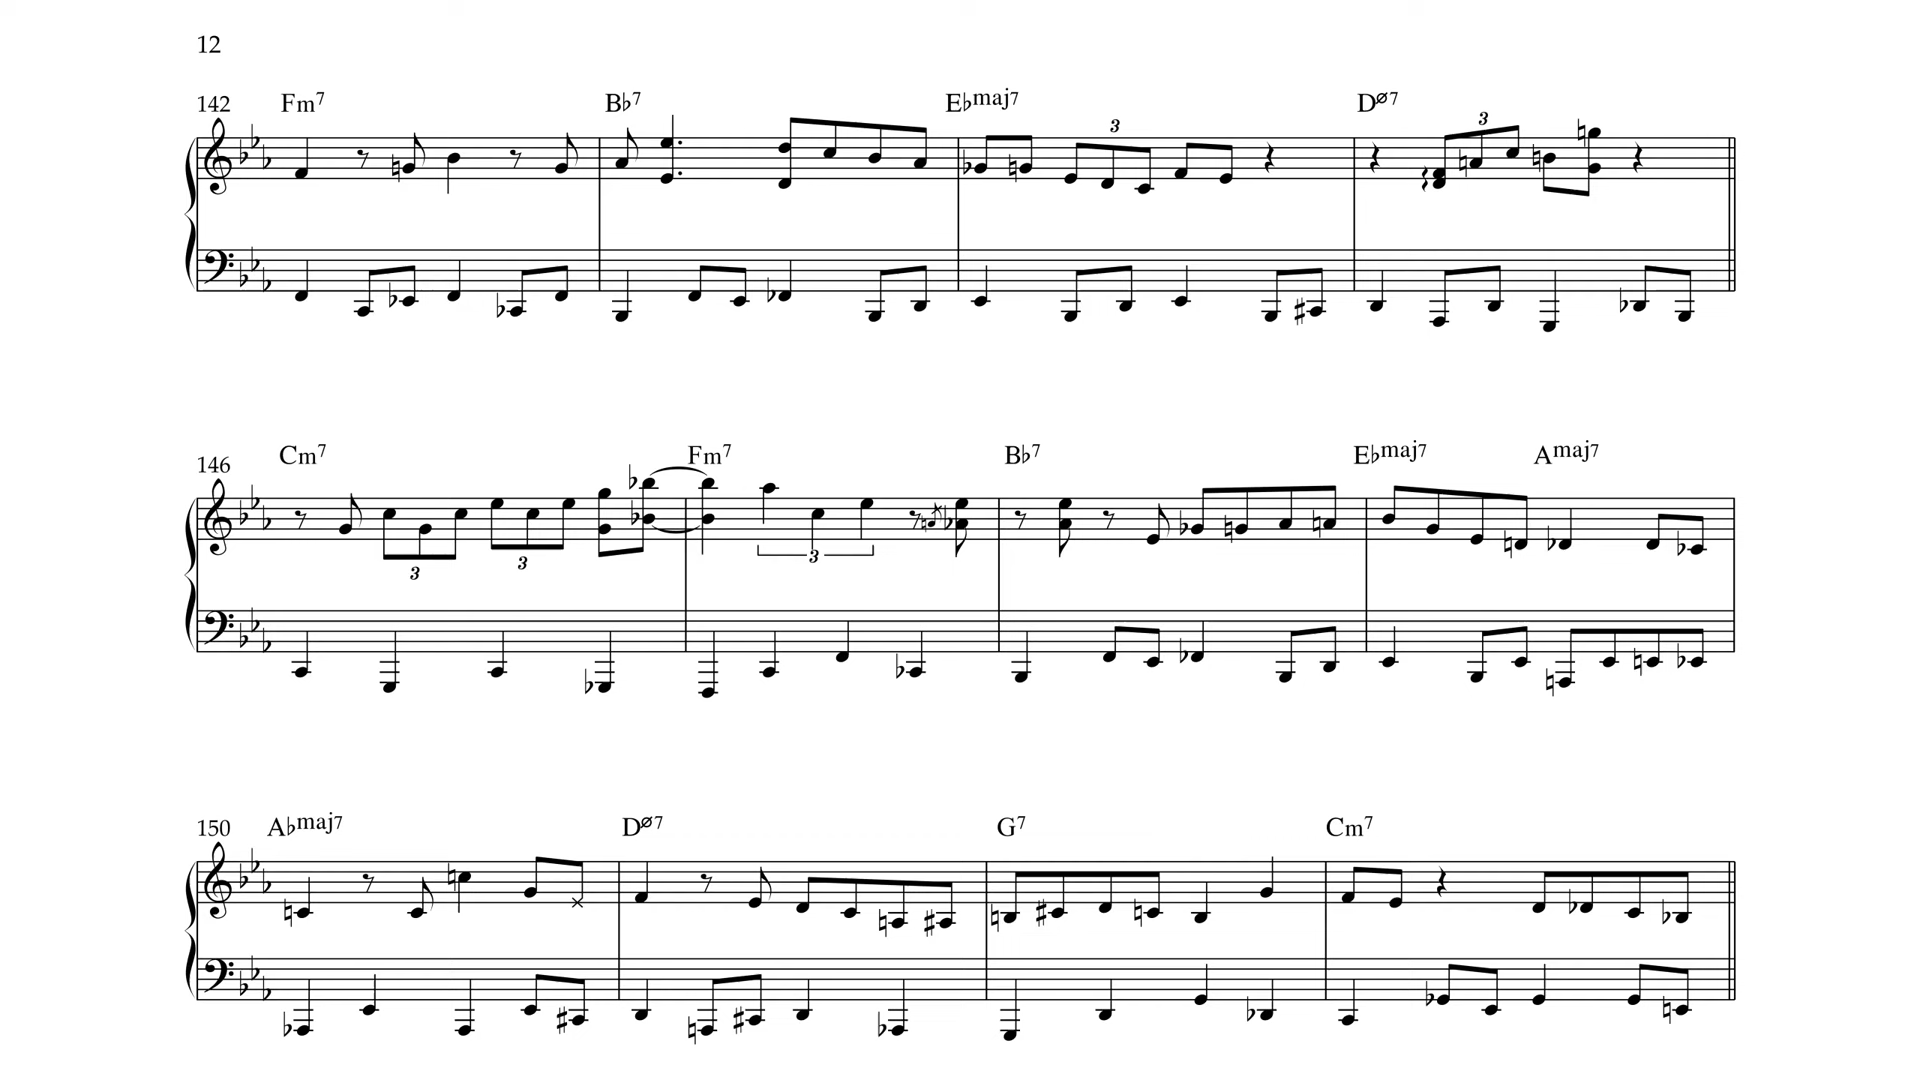 12
142 Fm7 B♭7 E♭maj7 Dø7
3 3
146 Cm7 Fm7 B♭7 E♭maj7 Amaj7
3 3 3
150 A♭maj7 Dø7 G7 Cm7